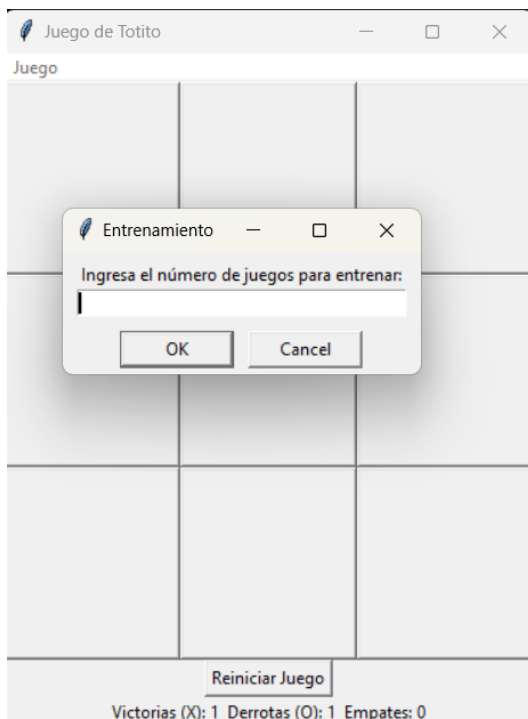 Juego de Totito
Juego
Entrenamiento
Ingresa el número de juegos para entrenar:
OK Cancel
Reiniciar Juego
Victorias (X): 1 Derrotas (O): 1 Empates: 0